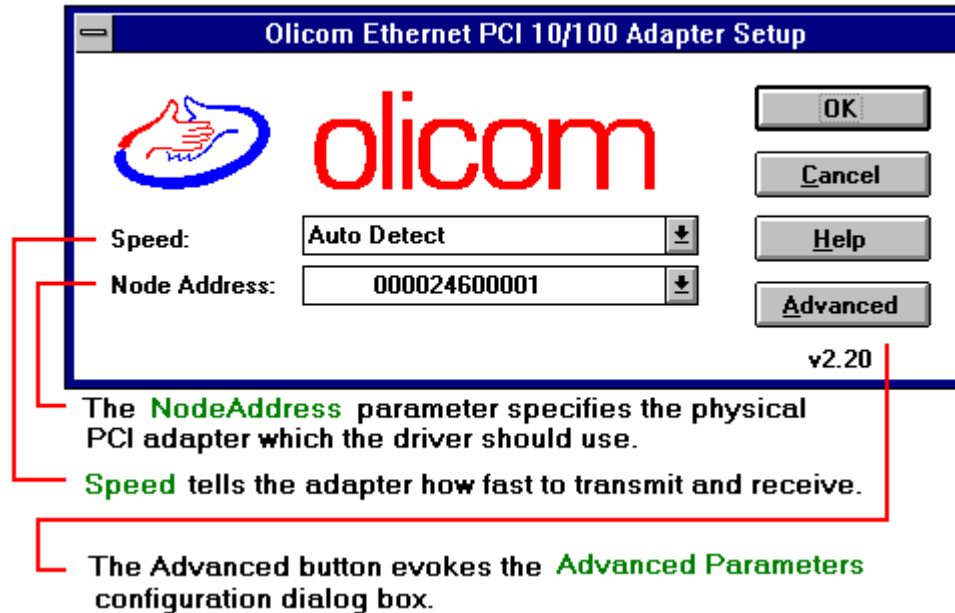 Olicom Ethernet PCI 10/100 Adapter Setup
olicom
OK
Cancel
Speed: Auto Detect
Help
Node Address: 000024600001
Advanced
v2.20
The NodeAddress parameter specifies the physical
PCI adapter which the driver should use.
Speed tells the adapter how fast to transmit and receive.
The Advanced button evokes the Advanced Parameters
configuration dialog box.